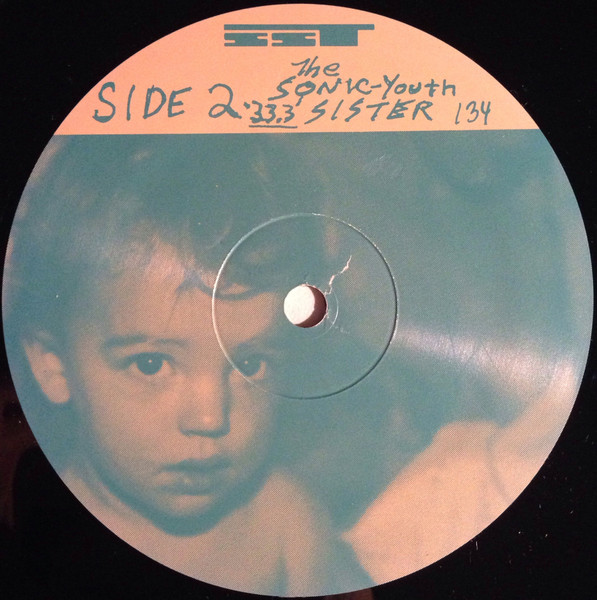 SST
The
SONIC-Youth
SIDE 2 33.3 SISTER 134